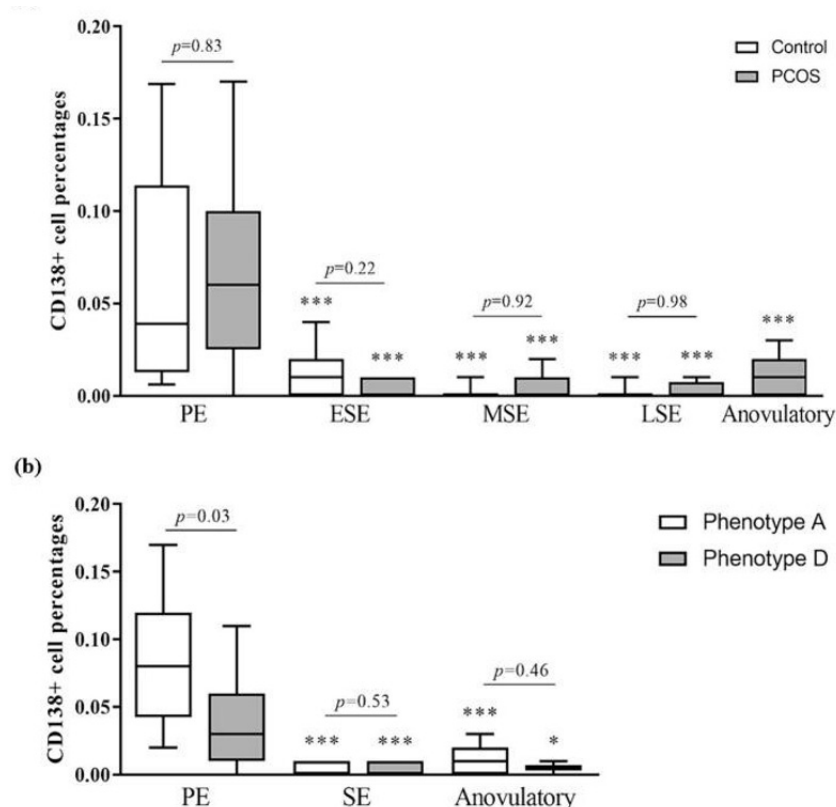 0.20
0.15
0.10
0.05
0.00
CD138+ cell percentages
p=0.83
p=0.22
p=0.92
p=0.98
***
***
***
***
***
***
***
Control
PCOS
PE ESE MSE LSE Anovulatory
(b)
0.20
0.15
0.10
0.05
0.00
CD138+ cell percentages
p=0.03
p=0.53
p=0.46
*** *** *** *
Phenotype A
Phenotype D
PE SE Anovulatory